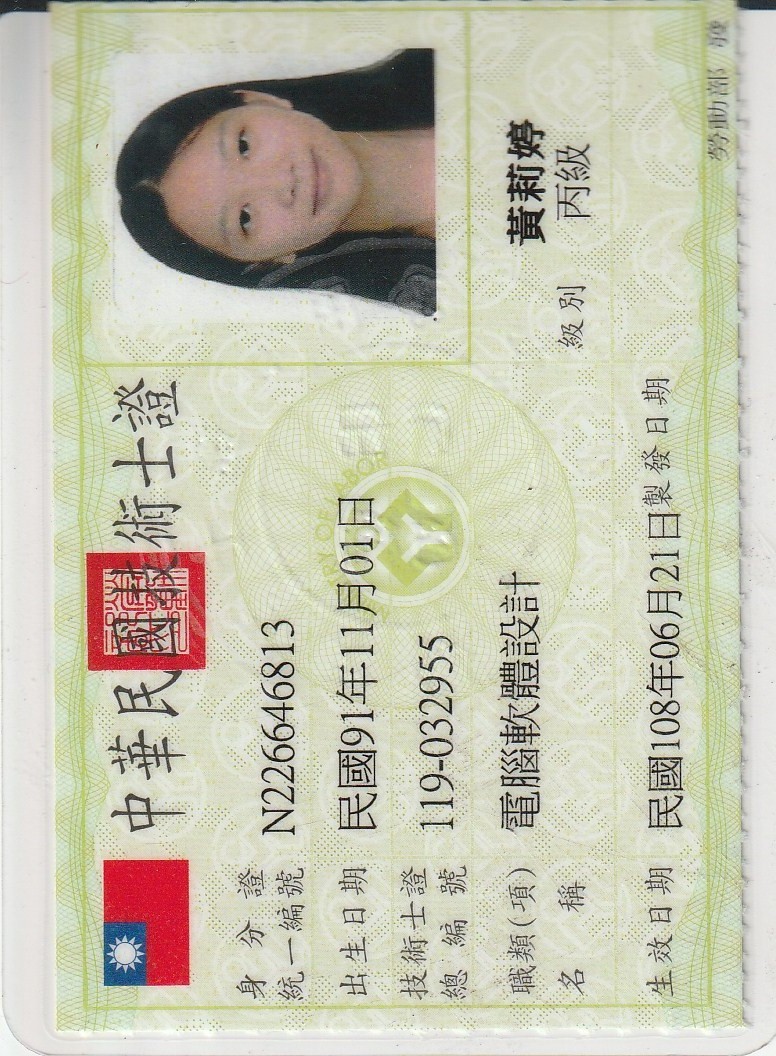 中華民國技術士證
黃莉婷
身分證統一編號 N226646813
出生日期 民國91年11月01日
技術士證總編號 119-032955
職類(項)名稱 電腦軟體設計
級別 丙級
生效日期 民國108年06月21日 製發日期
勞動部 發